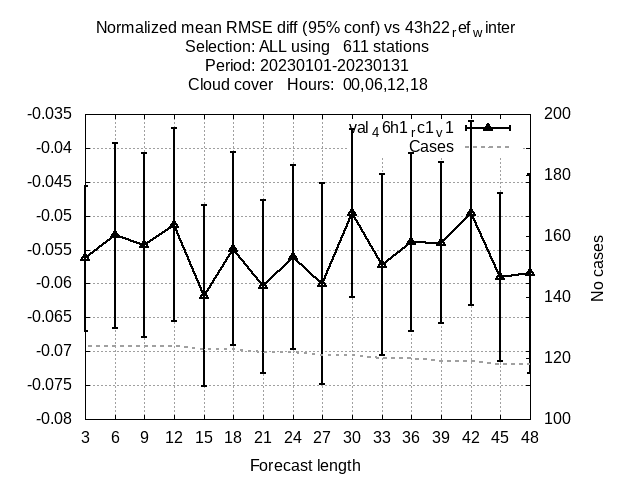 Normalized mean RMSE diff (95% conf) vs 43h22refwinter
Selection: ALL using 611 stations
Period: 20230101-20230131
Cloud cover Hours: 00,06,12,18
-0.035 200
val46h1rc1v1
-0.04
Cases
-0.045 180
-0.05
160
-0.055
-0.06 140
-0.065
-0.07 120
-0.075
-0.08 100
No cases
3 6 9 12 15 18 21 24 27 30 33 36 39 42 45 48
Forecast length